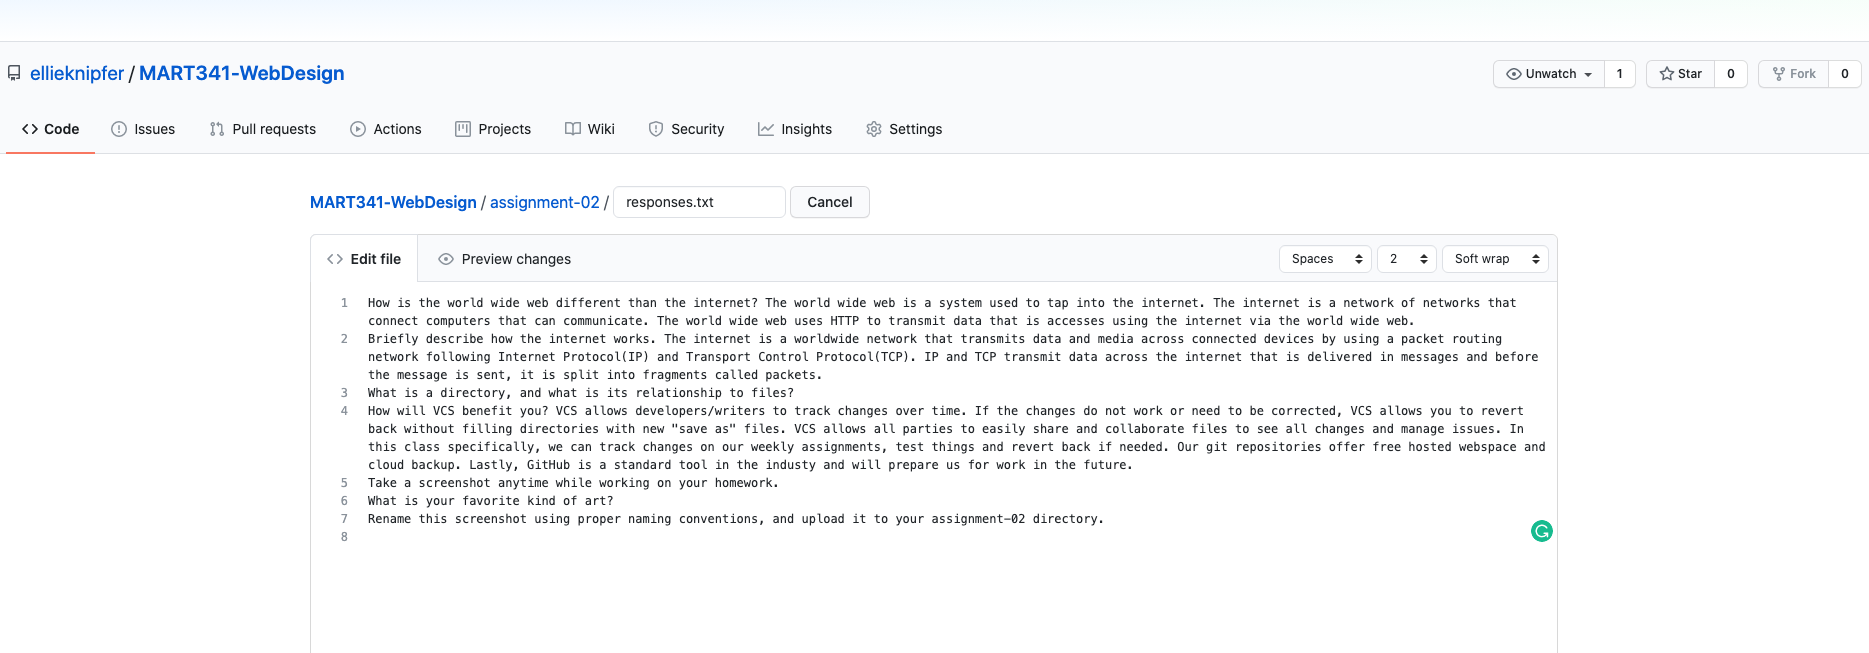 ellieknipfer / MART341-WebDesign
Unwatch 1 Star 0 Fork 0
Code Issues Pull requests Actions Projects Wiki Security Insights Settings
MART341-WebDesign / assignment-02 / responses.txt Cancel
<> Edit file Preview changes Spaces 2 Soft wrap
1 How is the world wide web different than the internet? The world wide web is a system used to tap into the internet. The internet is a network of networks that
connect computers that can communicate. The world wide web uses HTTP to transmit data that is accesses using the internet via the world wide web.
2 Briefly describe how the internet works. The internet is a worldwide network that transmits data and media across connected devices by using a packet routing
network following Internet Protocol(IP) and Transport Control Protocol(TCP). IP and TCP transmit data across the internet that is delivered in messages and before
the message is sent, it is split into fragments called packets.
3 What is a directory, and what is its relationship to files?
4 How will VCS benefit you? VCS allows developers/writers to track changes over time. If the changes do not work or need to be corrected, VCS allows you to revert
back without filling directories with new "save as" files. VCS allows all parties to easily share and collaborate files to see all changes and manage issues. In
this class specifically, we can track changes on our weekly assignments, test things and revert back if needed. Our git repositories offer free hosted webspace and
cloud backup. Lastly, GitHub is a standard tool in the industy and will prepare us for work in the future.
5 Take a screenshot anytime while working on your homework.
6 What is your favorite kind of art?
7 Rename this screenshot using proper naming conventions, and upload it to your assignment-02 directory.
8